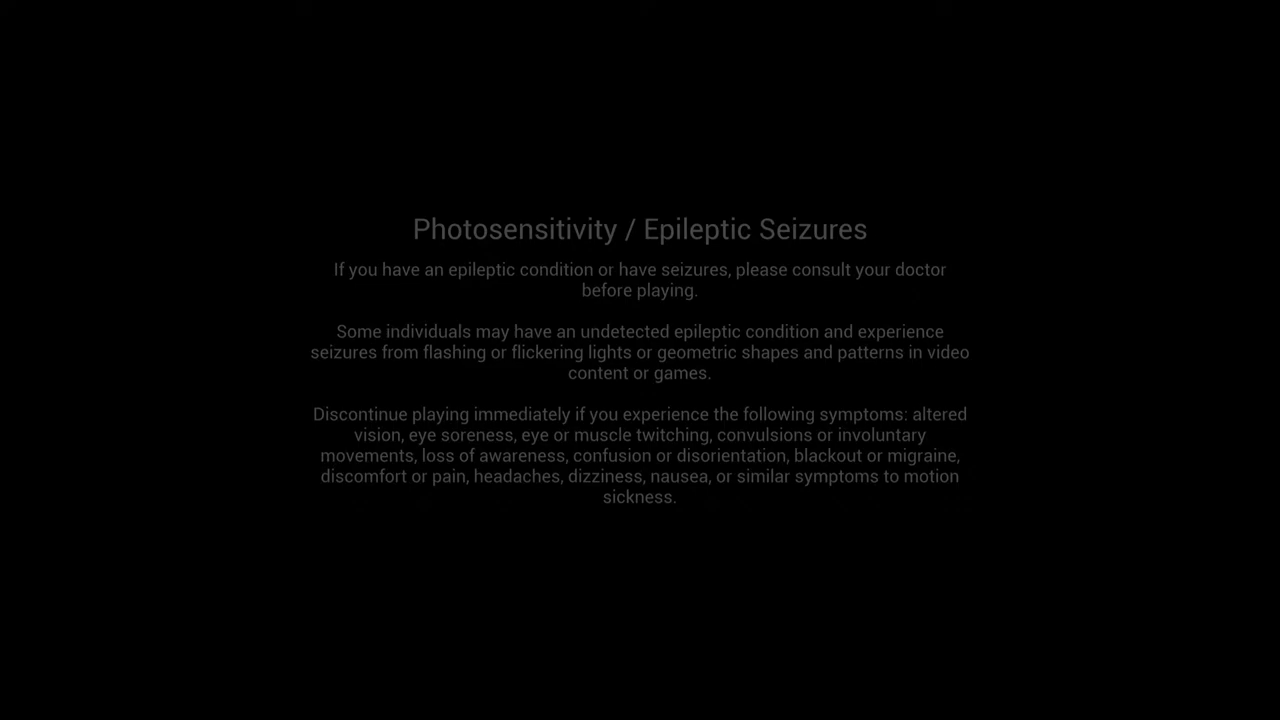 Photosensitivity / Epileptic Seizures
If you have an epileptic condition or have seizures, please consult your doctor
before playing.
Some individuals may have an undetected epileptic condition and experience
seizures from flashing or flickering lights or geometric shapes and patterns in video
content or games.
Discontinue playing immediately if you experience the following symptoms: altered
vision, eye soreness, eye or muscle twitching, convulsions or involuntary
movements, loss of awareness, confusion or disorientation, blackout or migraine,
discomfort or pain, headaches, dizziness, nausea, or similar symptoms to motion
sickness.